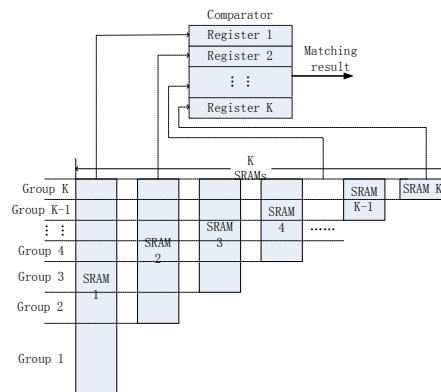 Comparator
Register 1
Register 2
⋮ ⋮
Register K
Matching
result
K
SRAMs
Group K
Group K-1
⋮ ⋮
Group 4
Group 3
Group 2
Group 1
SRAM
1
SRAM
2
SRAM
3
SRAM
4
……
SRAM
K-1
SRAM K